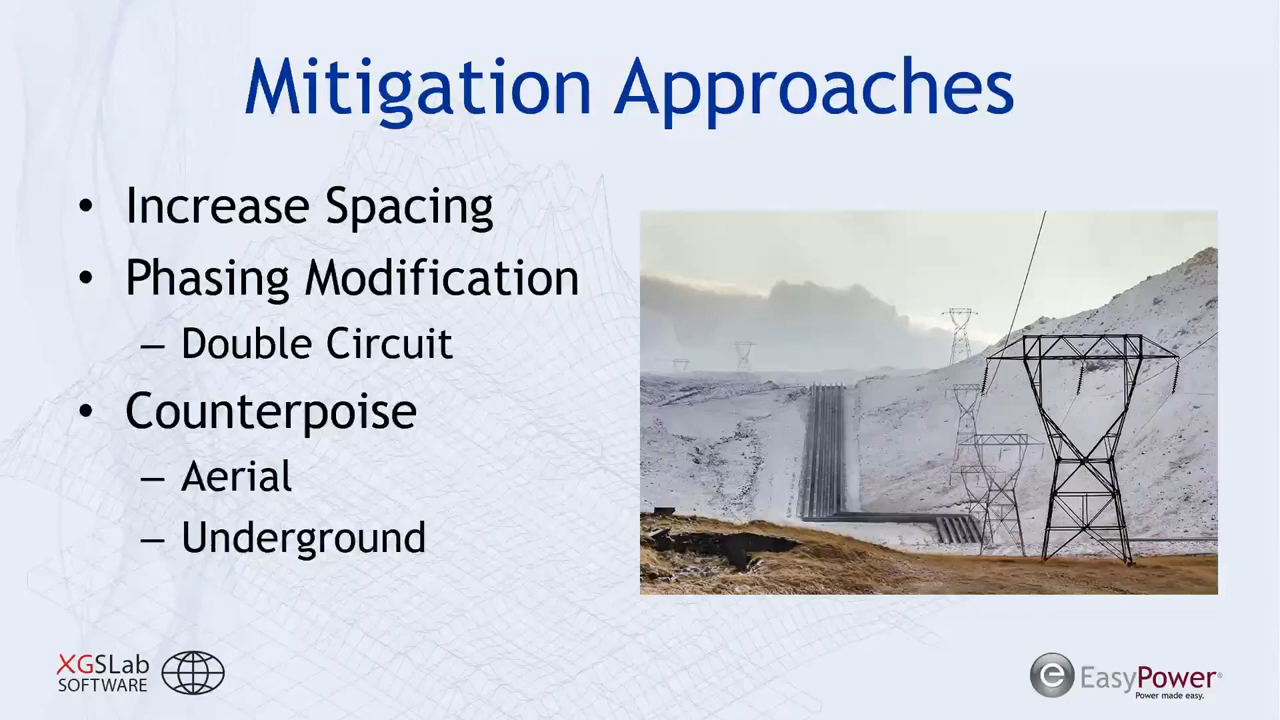 Mitigation Approaches
• Increase Spacing
• Phasing Modification
– Double Circuit
• Counterpoise
– Aerial
– Underground
XGSLab
SOFTWARE
e EasyPower®
Power made easy.